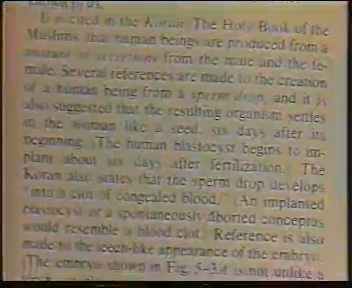 known to us.
It is cited in the Koran, The Holy Book of the
Muslims, that human beings are produced from a
mixture of secretions from the male and the fe-
male. Several references are made to the creation
of a human being from a sperm drop, and it is
also suggested that the resulting organism settles
in the woman like a seed, six days after its
beginning. (The human blastocyst begins to im-
plant about six days after fertilization.) The
Koran also states that the sperm drop develops
"into a clot of congealed blood." (An implanted
blastocyst or a spontaneously aborted conceptus
would resemble a blood clot.) Reference is also
made to the leech-like appearance of the embryo.
(The embryo shown in Fig. 5-3A is not unlike a